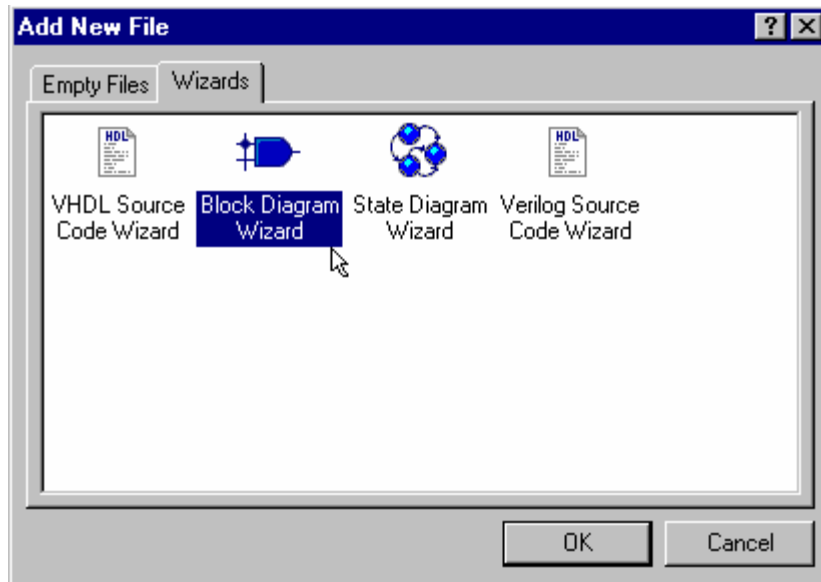 Add New File
Empty Files Wizards
HDL HDL
VHDL Source Block Diagram State Diagram Verilog Source
Code Wizard Wizard Wizard Code Wizard
OK Cancel